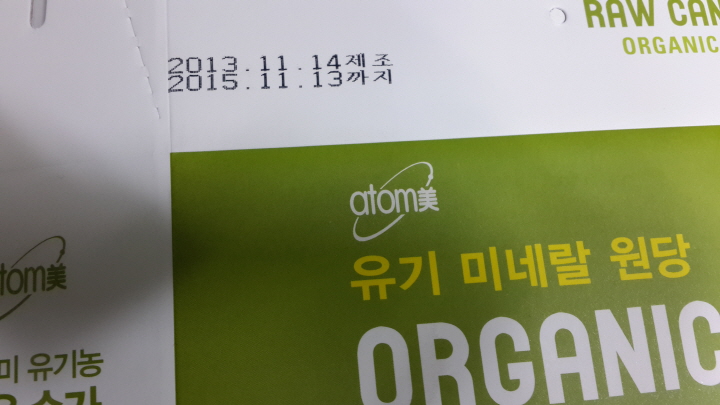 RAW CAN
ORGANIC
2013.11.14제조
2015.11.13까지
atom美
유기 미네랄 원당
ORGANIC
tom美
미 유기농